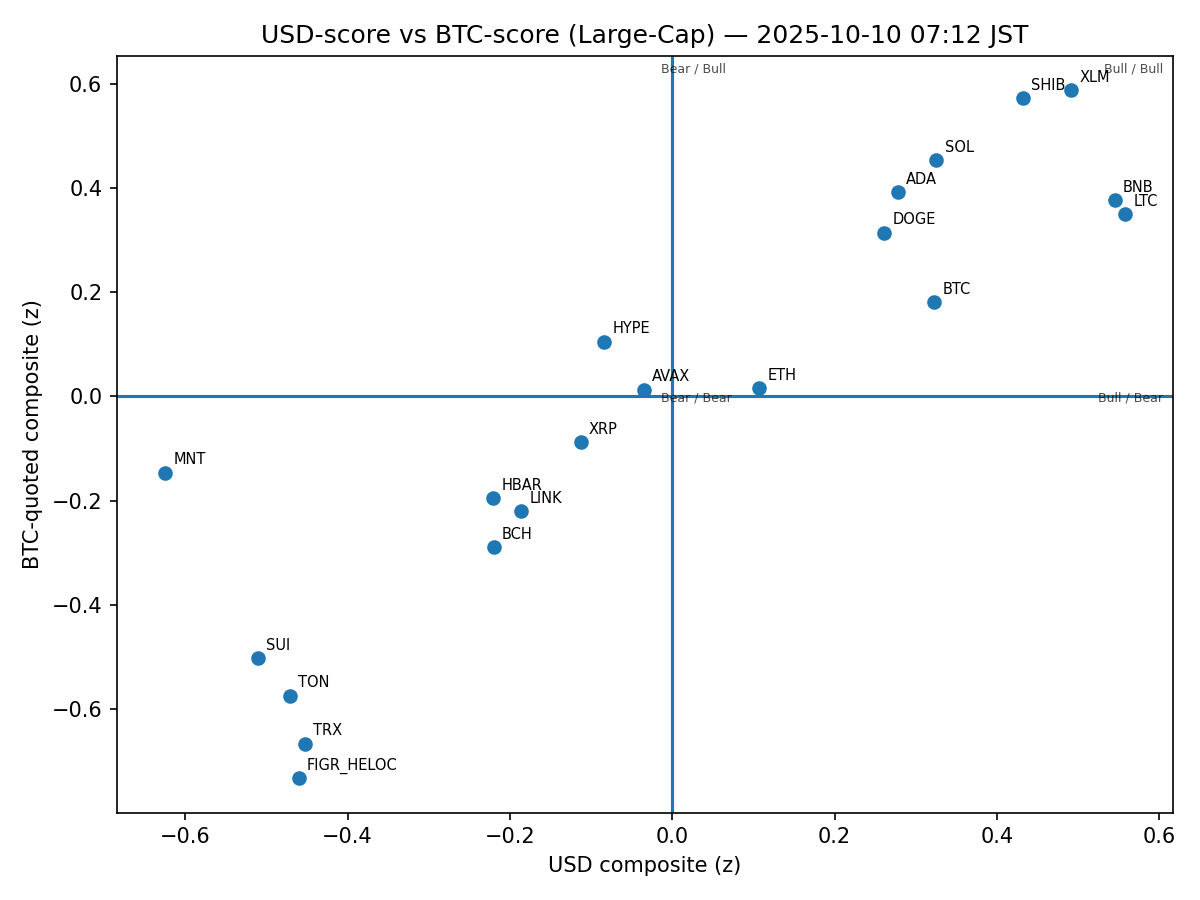 USD-score vs BTC-score (Large-Cap) — 2025-10-10 07:12 JST
Bear / Bull
Bull / Bull
XLM
SHIB
SOL
ADA
BNB
LTC
DOGE
BTC
HYPE
AVAX
ETH
Bear / Bear
Bull / Bear
XRP
MNT
HBAR
LINK
BCH
SUI
TON
TRX
FIGR_HELOC
0.6
0.4
0.2
0.0
−0.2
−0.4
−0.6
BTC-quoted composite (z)
−0.6
−0.4
−0.2
0.0
0.2
0.4
0.6
USD composite (z)